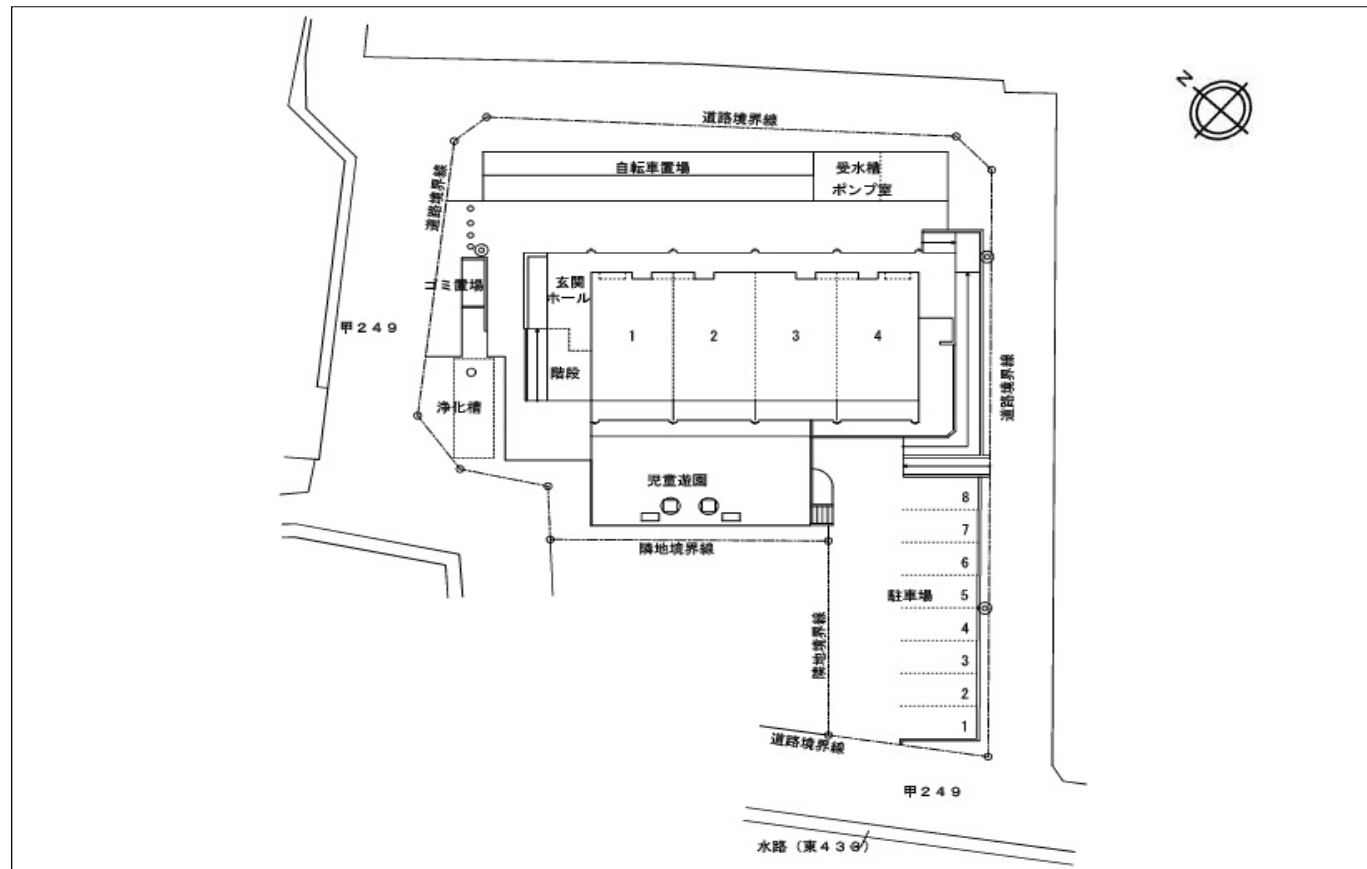 N
道路境界線
自転車置場
受水槽
ポンプ室
道路境界線
ゴミ置場
玄関
ホール
甲249
1
2
3
4
階段
道路境界線
浄化槽
児童遊園
隣地境界線
8
7
6
駐車場
5
4
3
2
1
隣地境界線
道路境界線
甲249
水路（東433）